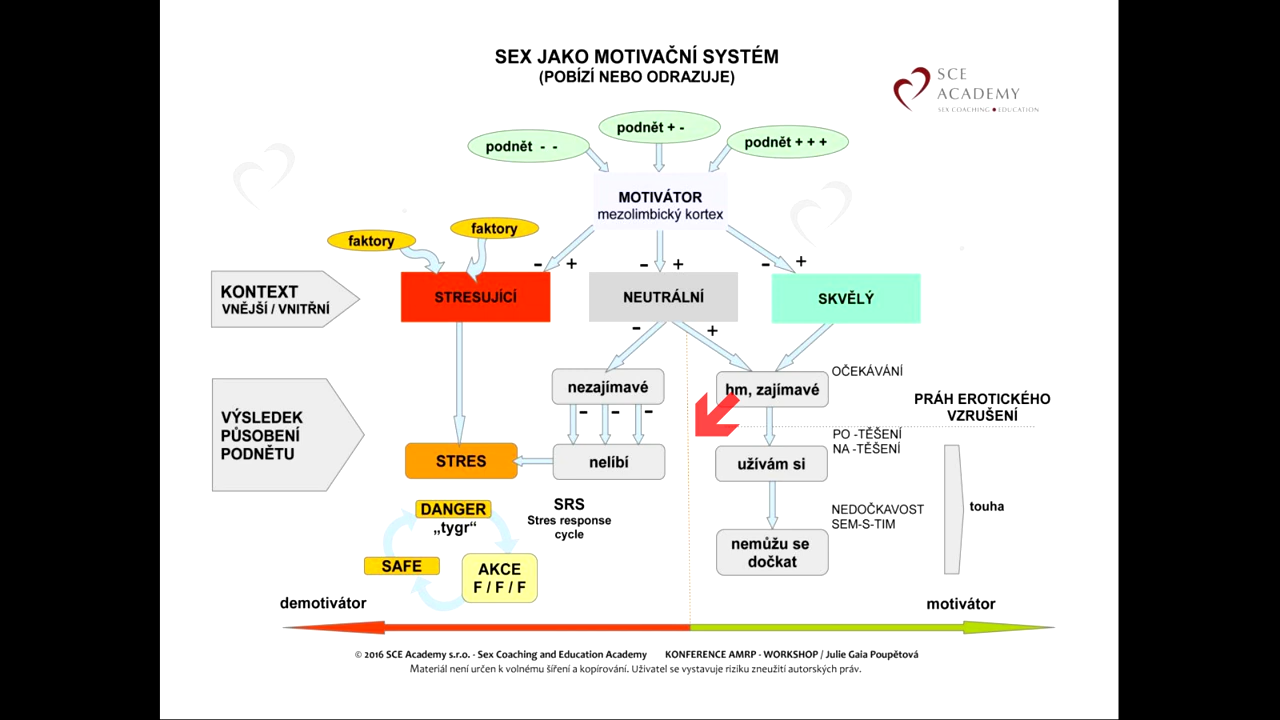 SEX JAKO MOTIVAČNÍ SYSTÉM
(POBÍZÍ NEBO ODRAZUJE)
SCE
ACADEMY
SEX COACHING ● EDUCATION
podnět - -
podnět + -
podnět + + +
MOTIVÁTOR
mezolimbický kortex
faktory
faktory
- +
- +
- +
KONTEXT
VNĚJŠÍ / VNITŘNÍ
STRESUJÍCÍ
NEUTRÁLNÍ
SKVĚLÝ
- +
nezajímavé
hm, zajímavé
OČEKÁVÁNÍ
- - -
PRÁH EROTICKÉHO
VZRUŠENÍ
VÝSLEDEK
PŮSOBENÍ
PODNĚTU
STRES
nelíbí
užívám si
PO -TĚŠENÍ
NA -TĚŠENÍ
DANGER
„tygr“
SRS
Stres response
cycle
NEDOČKAVOST
SEM-S-TIM
touha
nemůžu se
dočkat
SAFE
AKCE
F / F / F
demotivátor
motivátor
© 2016 SCE Academy s.r.o. - Sex Coaching and Education Academy KONFERENCE AMRP - WORKSHOP / Julie Gaia Poupětová
Materiál není určen k volnému šíření a kopírování. Uživatel se vystavuje riziku zneužití autorských práv.